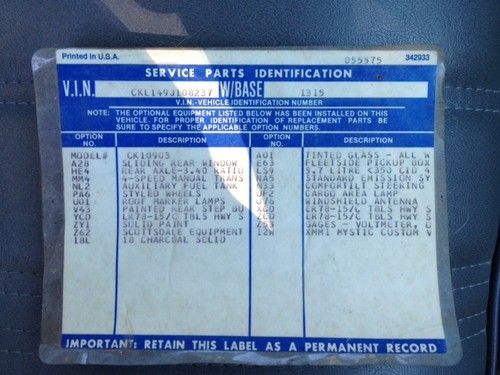 Printed in U.S.A. 055575 342933
SERVICE PARTS IDENTIFICATION
V.I.N. CKL149J108237 W/BASE 1315
V.I.N.-VEHICLE IDENTIFICATION NUMBER
NOTE: THE OPTIONAL EQUIPMENT LISTED BELOW HAS BEEN INSTALLED ON THIS
VEHICLE. FOR PROPER IDENTIFICATION OF REPLACEMENT PARTS BE
SURE TO SPECIFY THE APPLICABLE OPTION NUMBERS.
OPTION NO. DESCRIPTION OPTION NO. DESCRIPTION
MODEL# CK10903 A01 TINTED GLASS - ALL W
A28 SLIDING REAR WINDOW E63 FLEETSIDE PICKUP BOX
HE4 REAR AXLE-3.40 RATIO LS9 5.7 LITRE <350 CID 4
MM4 4-SPEED MANUAL TRANS NA5 STANDARD EMISSION SY
NL2 AUXILIARY FUEL TANK N33 COMFORTILT STEERING
PA6 STYLED WHEELS CARGO AREA LAMP
U01 ROOF MARKER LAMPS U76 WINDSHIELD ANTENNA
V43 PAINTED REAR STEP LR78-15/C TBLS HWY S
YCD LR78-15/C TBLS HWY S LR78-15/C TBLS HWY S
ZY1 SOLID PAINT GAGES - VOLTMETER, O
Z62 SCOTTSDALE EQUIPMENT 12W XMMI MYSTIC CUSTOM V
18L 18 CHARCOAL SOLID
IMPORTANT: RETAIN THIS LABEL AS A PERMANENT RECORD